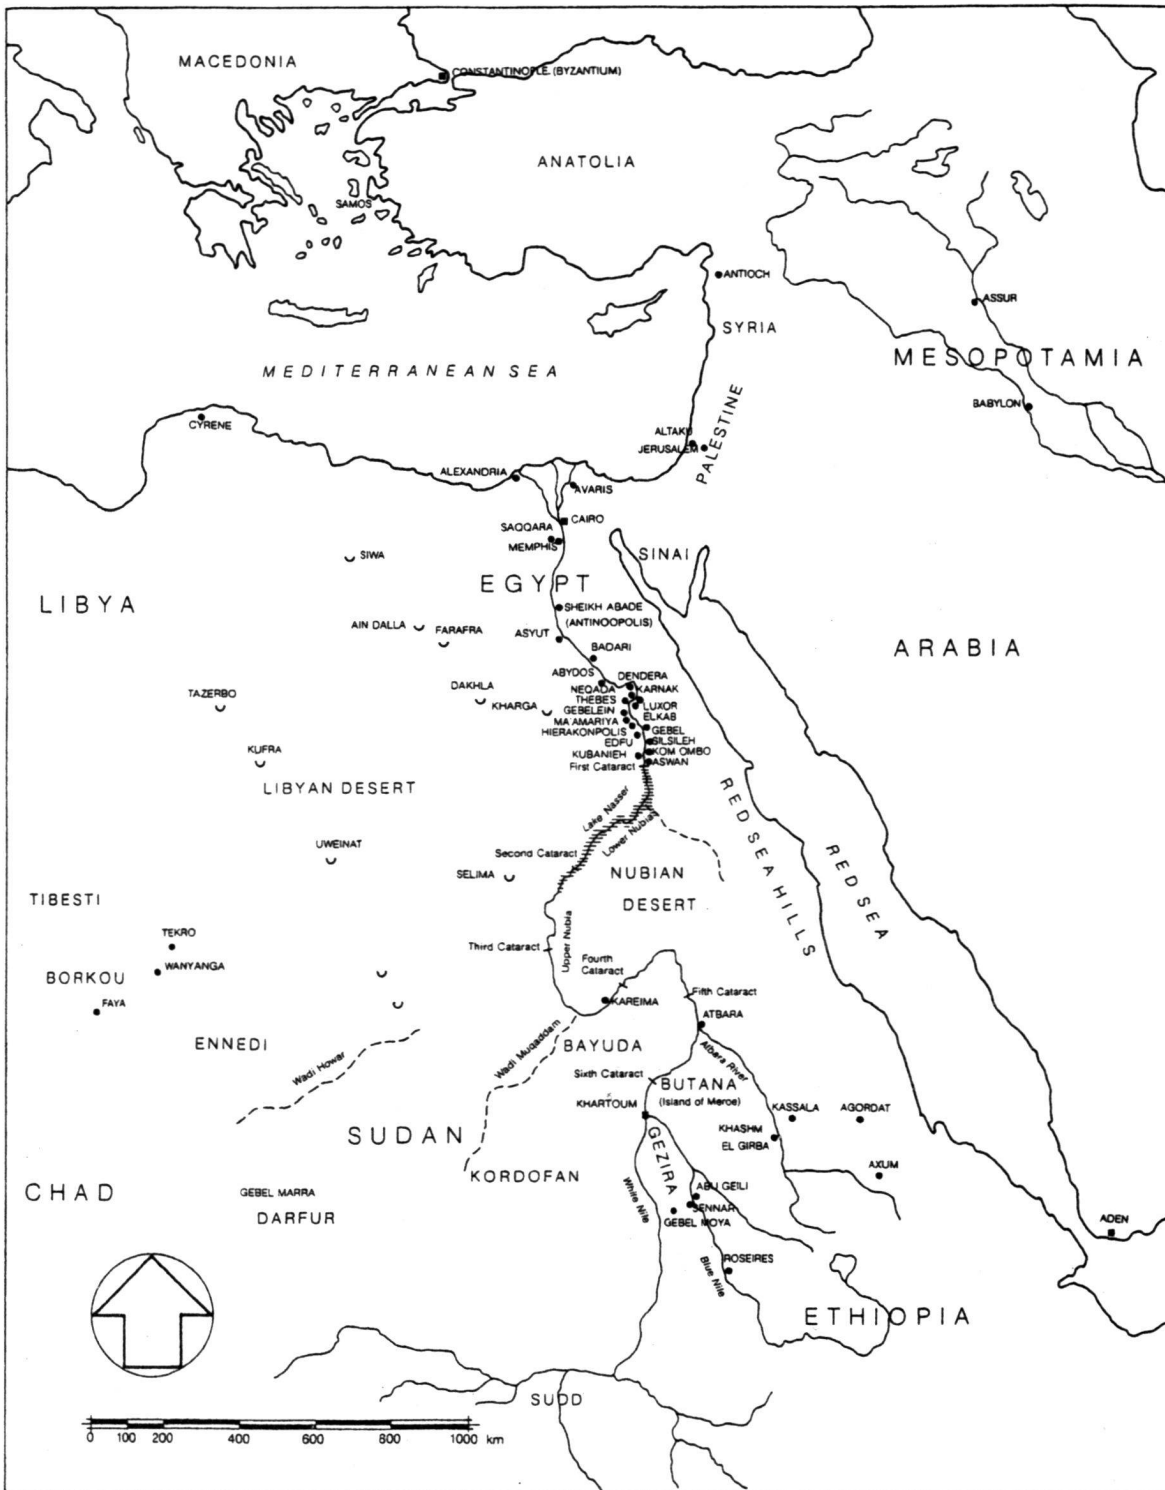 MACEDONIA
CONSTANTINOPLE (BYZANTIUM)
ANATOLIA
SAMOS
ANTIOCH
ASSUR
SYRIA
MESOPOTAMIA
MEDITERRANEAN SEA
BABYLON
CYRENE
ALTAKU
JERUSALEM
PALESTINE
ALEXANDRIA
AVARIS
CAIRO
SAQQARA
MEMPHIS
SINAI
SIWA
EGYPT
LIBYA
SHEIKH ABADE
(ANTINOOPOLIS)
AIN DALLA
FARAFRA
ASYUT
BADARI
ARABIA
ABYDOS
DENDERA
TAZERBO
DAKHLA
KHARGA
NEQADA
KARNAK
THEBES
LUXOR
GEBELEIN
ELKAB
MA'AMARIYA
HIERAKONPOLIS
GEBEL
SILSILEH
EDFU
KOM OMBO
KUBANIEH
ASWAN
First Cataract
KUFRA
LIBYAN DESERT
Lake Nasser
Lower Nubia
RED SEA HILLS
RED SEA
UWEINAT
Second Cataract
SELIMA
NUBIAN
DESERT
TIBESTI
TEKRO
Third Cataract
Upper Nubia
Fourth
Cataract
WANYANGA
BORKOU
FAYA
KAREIMA
Fifth Cataract
ATBARA
ENNEDI
Wadi Howar
Wadi Muqaddam
BAYUDA
Atbara River
Sixth Cataract
BUTANA
(Island of Meroe)
KHARTOUM
KASSALA
AGORDAT
KHASHM
EL GIRBA
SUDAN
GEZIRA
KORDOFAN
AXUM
CHAD
GEBEL MARRA
DARFUR
White Nile
ABU GEILI
SENNAR
GEBEL MOYA
ADEN
ROSEIRES
Blue Nile
ETHIOPIA
SUDD
0 100 200 400 600 800 1000 km